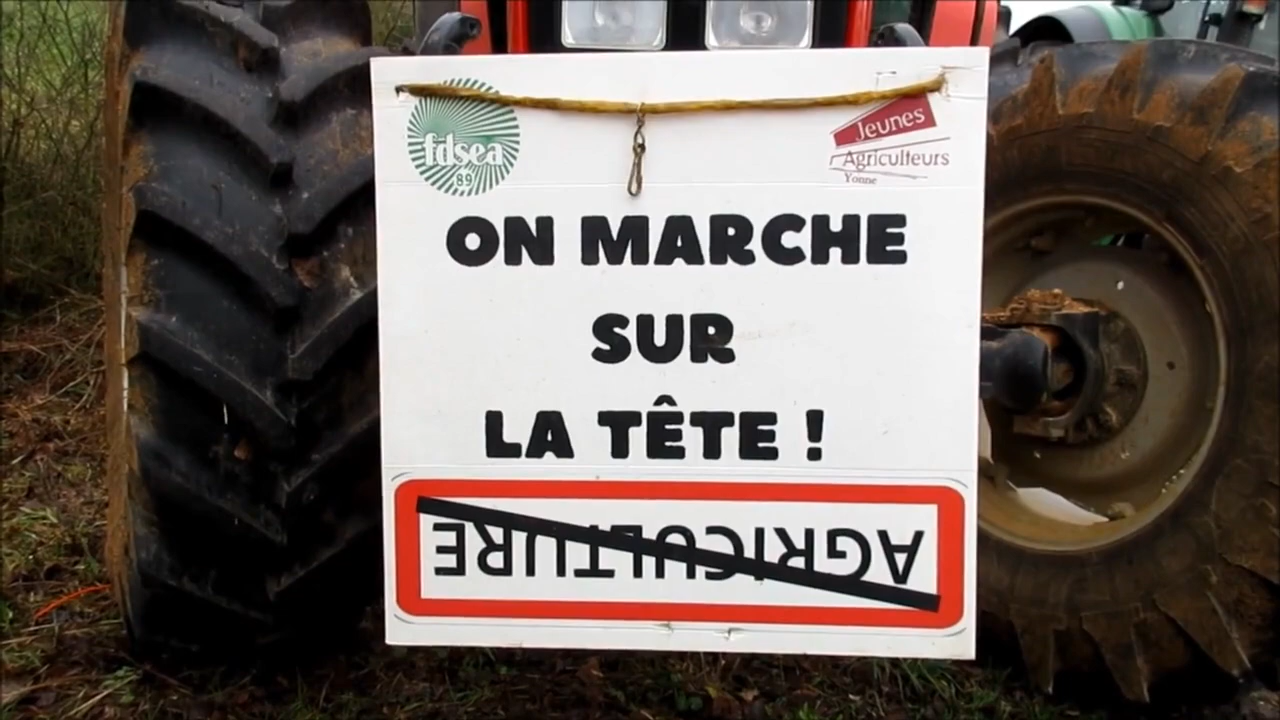 fdsea
89
Jeunes
Agriculteurs
Yonne
ON MARCHE
SUR
LA TÊTE !
AGRICULTURE